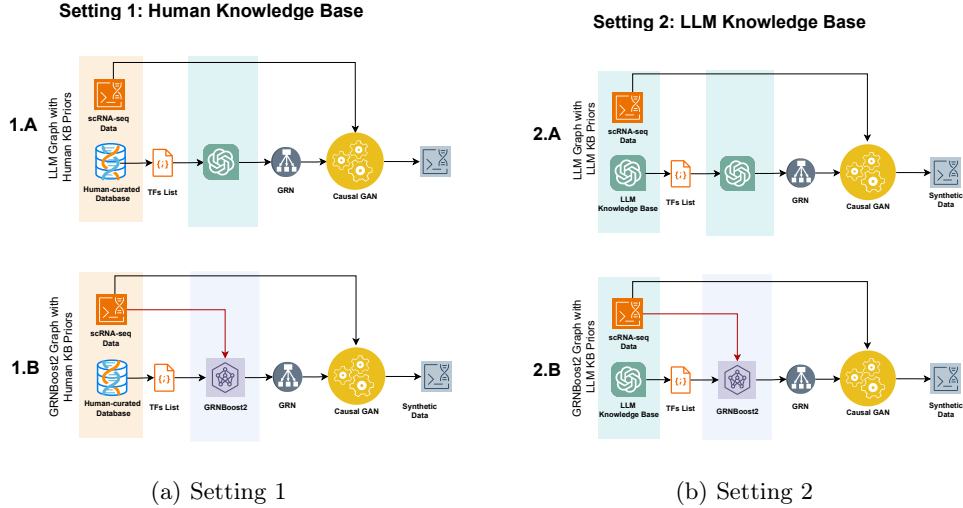 Setting 1: Human Knowledge Base
1.A
LLM Graph with
Human KB Priors
scRNA-seq
Data
Human-curated
Database
TFs List
GRN
Causal GAN
1.B
GRNBoost2 Graph with
Human KB Priors
scRNA-seq
Data
Human-curated
Database
TFs List
GRNBoost2
GRN
Causal GAN
Synthetic
Data
(a) Setting 1
Setting 2: LLM Knowledge Base
2.A
LLM Graph with
LLM KB Priors
scRNA-seq
Data
LLM
Knowledge Base
TFs List
GRN
Causal GAN
Synthetic
Data
2.B
GRNBoost2 Graph with
LLM KB Priors
scRNA-seq
Data
LLM
Knowledge Base
TFs List
GRNBoost2
GRN
Causal GAN
Synthetic
Data
(b) Setting 2